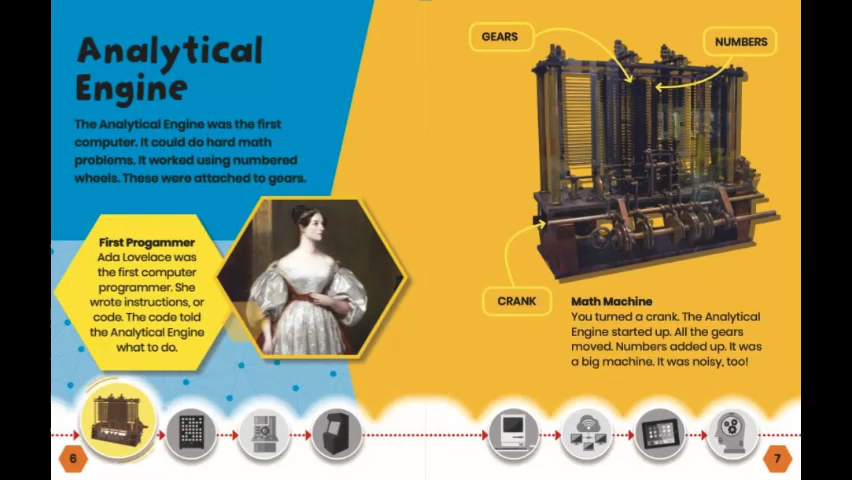 Analytical
Engine
The Analytical Engine was the first
computer. It could do hard math
problems. It worked using numbered
wheels. These were attached to gears.
First Progammer
Ada Lovelace was
the first computer
programmer. She
wrote instructions, or
code. The code told
the Analytical Engine
what to do.
6
GEARS
NUMBERS
CRANK
Math Machine
You turned a crank. The Analytical
Engine started up. All the gears
moved. Numbers added up. It was
a big machine. It was noisy, too!
7